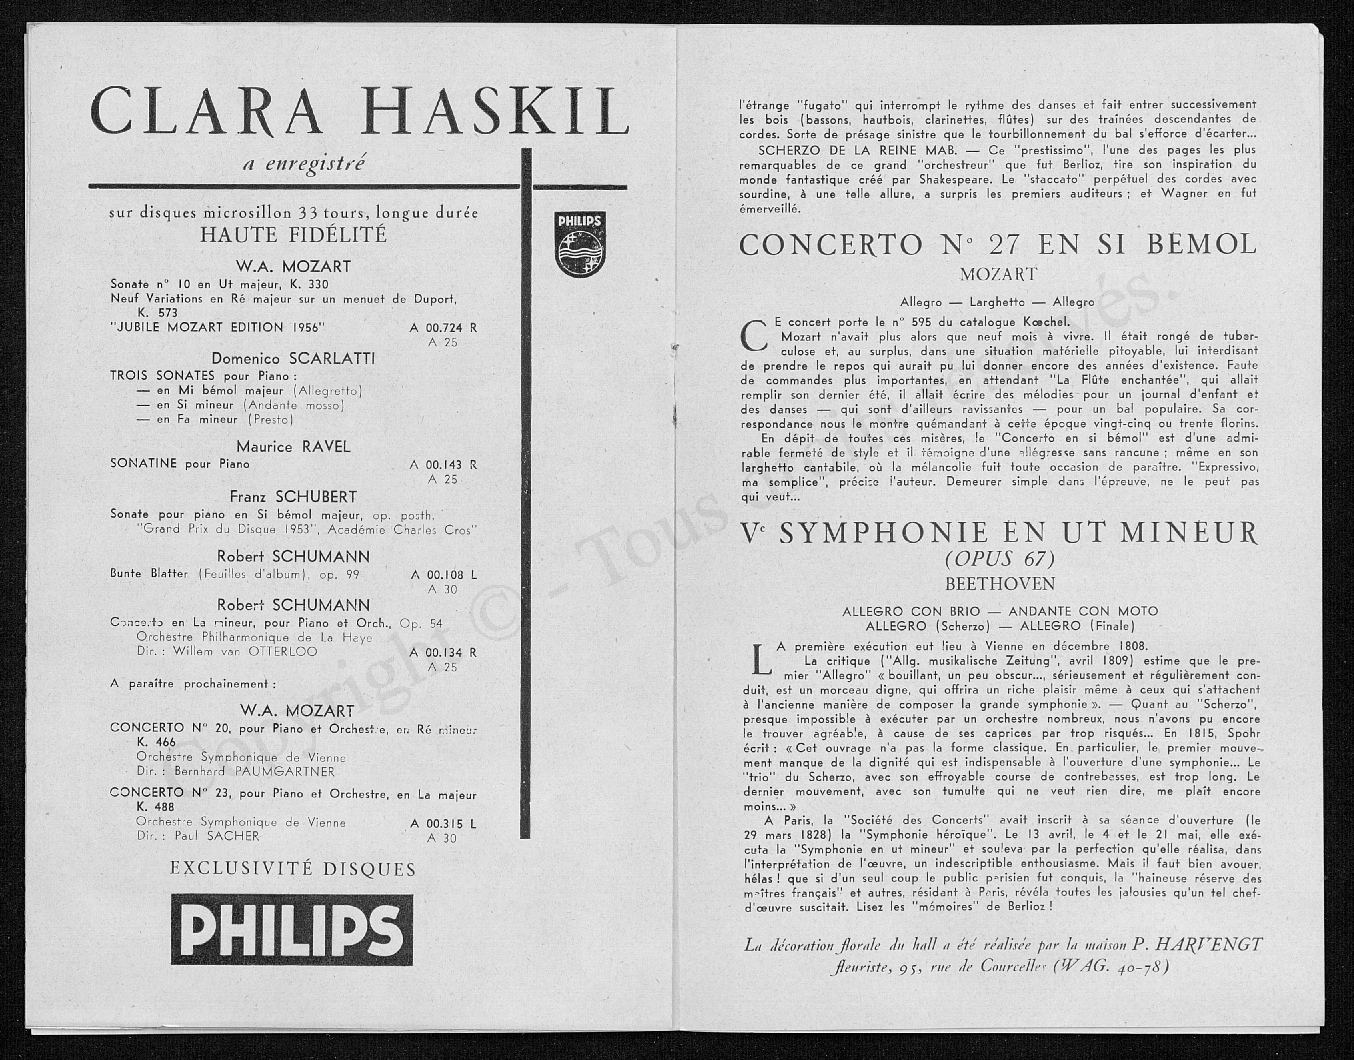 CLARA HASKIL
a enregistré
sur disques microsillon 33 tours, longue durée
HAUTE FIDÉLITÉ
PHILIPS
W.A. MOZART
Sonate n° 10 en Ut majeur, K. 330
Neuf Variations en Ré majeur sur un menuet de Duport,
K. 573
"JUBILE MOZART EDITION 1956" A 00.724 R
A 25
Domenico SCARLATTI
TROIS SONATES pour Piano :
— en Mi bémol majeur (Allegretto)
— en Si mineur (Andante mosso)
— en Fa mineur (Presto)
Maurice RAVEL
SONATINE pour Piano A 00.143 R
A 25
Franz SCHUBERT
Sonate pour piano en Si bémol majeur, op. posth.
"Grand Prix du Disque 1953", Académie Charles Cros"
Robert SCHUMANN
Bunte Blatter (Feuilles d'album), op. 99 A 00.108 L
A 30
Robert SCHUMANN
Concerto en La mineur, pour Piano et Orch., Op. 54
Orchestre Philharmonique de La Haye
Dir. : Willem van OTTERLOO A 00.134 R
A 25
A paraître prochainement :
W.A. MOZART
CONCERTO N° 20, pour Piano et Orchestre, en Ré mineur
K. 466
Orchestre Symphonique de Vienne
Dir. : Bernhard PAUMGARTNER
CONCERTO N° 23, pour Piano et Orchestre, en La majeur
K. 488
Orchestre Symphonique de Vienne A 00.315 L
Dir. : Paul SACHER A 30
EXCLUSIVITÉ DISQUES
PHILIPS
l'étrange "fugato" qui interrompt le rythme des danses et fait entrer successivement
les bois (bassons, hautbois, clarinettes, flûtes) sur des traînées descendantes de
cordes. Sorte de présage sinistre que le tourbillonnement du bal s'efforce d'écarter...
SCHERZO DE LA REINE MAB. — Ce "prestissimo", l'une des pages les plus
remarquables de ce grand "orchestreur" que fut Berlioz, tire son inspiration du
monde fantastique créé par Shakespeare. Le "staccato" perpétuel des cordes avec
sourdine, à une telle allure, a surpris les premiers auditeurs ; et Wagner en fut
émerveillé.
CONCERTO N° 27 EN SI BEMOL
MOZART
Allegro — Larghetto — Allegro
CE concert porte le n° 595 du catalogue Kœchel.
Mozart n'avait plus alors que neuf mois à vivre. Il était rongé de tuber-
culose et, au surplus, dans une situation matérielle pitoyable, lui interdisant
de prendre le repos qui aurait pu lui donner encore des années d'existence. Faute
de commandes plus importantes, en attendant "La Flûte enchantée", qui allait
remplir son dernier été, il allait écrire des mélodies pour un journal d'enfant et
des danses — qui sont d'ailleurs ravissantes — pour un bal populaire. Sa cor-
respondance nous le montre quémandant à cette époque vingt-cinq ou trente florins.
En dépit de toutes ces misères, le "Concerto en si bémol" est d'une admi-
rable fermeté de style et il témoigne d'une allégresse sans rancune ; même en son
larghetto cantabile, où la mélancolie fuit toute occasion de paraître. "Expressivo,
ma semplice", précise l'auteur. Demeurer simple dans l'épreuve, ne le peut pas
qui veut...
Ve SYMPHONIE EN UT MINEUR
(OPUS 67)
BEETHOVEN
ALLEGRO CON BRIO — ANDANTE CON MOTO
ALLEGRO (Scherzo) — ALLEGRO (Finale)
LA première exécution eut lieu à Vienne en décembre 1808.
La critique ("Allg. musikalische Zeitung", avril 1809) estime que le pre-
mier "Allegro" « bouillant, un peu obscur..., sérieusement et régulièrement con-
duit, est un morceau digne, qui offrira un riche plaisir même à ceux qui s'attachent
à l'ancienne manière de composer la grande symphonie ». — Quant au "Scherzo",
presque impossible à exécuter par un orchestre nombreux, nous n'avons pu encore
le trouver agréable, à cause de ses caprices par trop risqués... En 1815, Spohr
écrit : « Cet ouvrage n'a pas la forme classique. En particulier, le premier mouve-
ment manque de la dignité qui est indispensable à l'ouverture d'une symphonie... Le
"trio" du Scherzo, avec son effroyable course de contrebasses, est trop long. Le
dernier mouvement, avec son tumulte qui ne veut rien dire, me plaît encore
moins... »
A Paris, la "Société des Concerts" avait inscrit à sa séance d'ouverture (le
29 mars 1828) la "Symphonie héroïque". Le 13 avril, le 4 et le 21 mai, elle exé-
cuta la "Symphonie en ut mineur" et souleva par la perfection qu'elle réalisa, dans
l'interprétation de l'œuvre, un indescriptible enthousiasme. Mais il faut bien avouer,
hélas ! que si d'un seul coup le public parisien fut conquis, la "haineuse réserve des
maîtres français" et autres, résidant à Paris, révéla toutes les jalousies qu'un tel chef-
d'œuvre suscitait. Lisez les "mémoires" de Berlioz !
La décoration florale du hall a été réalisée par la maison P. HARVENGT
fleuriste, 95, rue de Courcelles (WAG. 40-78)
Copyright © - Tous droits réservés.